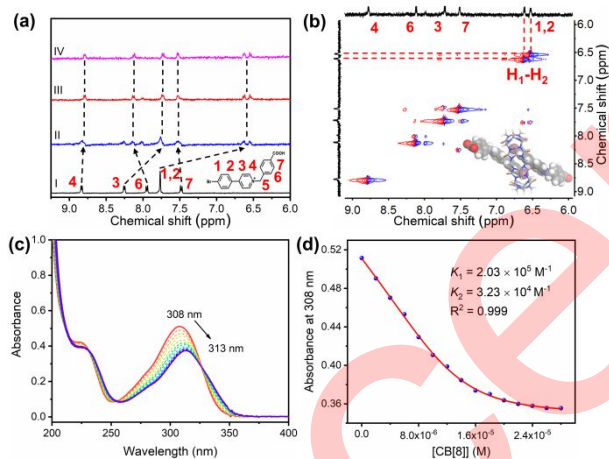 (a)
IV
III
II
I
4
3
6
1,2
7
1 2 3 4
5
6
7
COOH
Br
9.0 8.5 8.0 7.5 7.0 6.5 6.0
Chemical shift (ppm)
(b)
4 6 3 7 1,2
H1-H2
6.0
6.5
7.0
7.5
8.0
8.5
9.0
Chemical shift (ppm)
9.0 8.5 8.0 7.5 7.0 6.5 6.0
Chemical shift (ppm)
(c)
1.0
0.8
0.6
0.4
0.2
0.0
Absorbance
308 nm
313 nm
200 250 300 350 400
Wavelength (nm)
(d)
0.52
0.48
0.44
0.40
0.36
Absorbance at 308 nm
K1 = 2.03 × 10⁵ M⁻¹
K2 = 3.23 × 10⁴ M⁻¹
R² = 0.999
0.0 8.0×10⁻⁶ 1.6×10⁻⁵ 2.4×10⁻⁵
[CB[8]] (M)